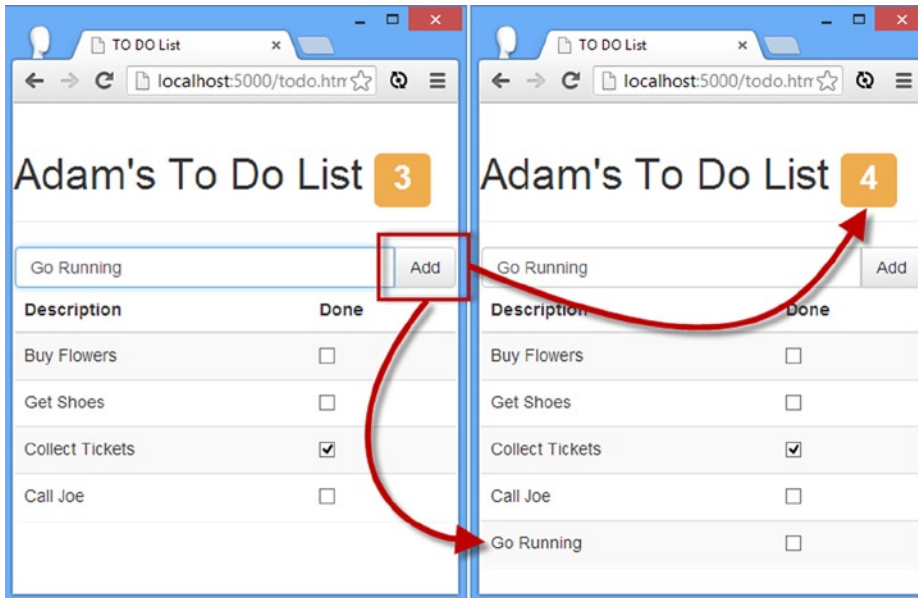 TO DO List
localhost:5000/todo.htm
Adam's To Do List 3
Go Running Add
Description Done
Buy Flowers
Get Shoes
Collect Tickets
Call Joe
TO DO List
localhost:5000/todo.htm
Adam's To Do List 4
Go Running Add
Description Done
Buy Flowers
Get Shoes
Collect Tickets
Call Joe
Go Running